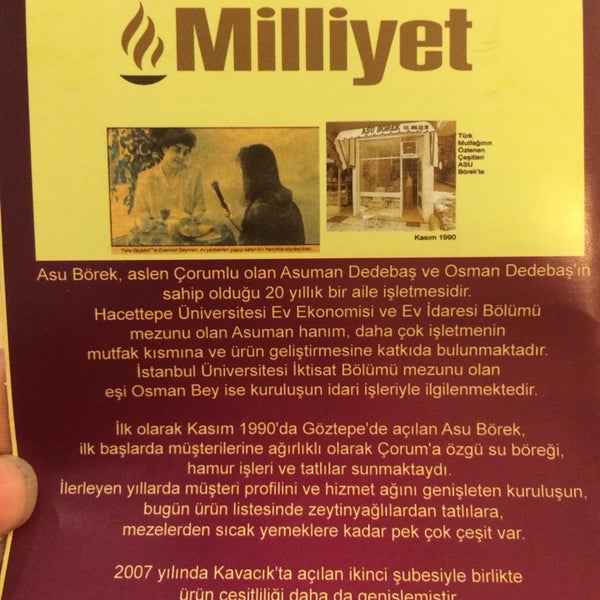 Milliyet
ASU BÖREK
Türk
Mutfağının
Özlenen
Çeşitleri
ASU
Börek'te
Kasım 1990
Asu Börek, aslen Çorumlu olan Asuman Dedebaş ve Osman Dedebaş'ın
sahip olduğu 20 yıllık bir aile işletmesidir.
Hacettepe Üniversitesi Ev Ekonomisi ve Ev İdaresi Bölümü
mezunu olan Asuman hanım, daha çok işletmenin
mutfak kısmına ve ürün geliştirmesine katkıda bulunmaktadır.
İstanbul Üniversitesi İktisat Bölümü mezunu olan
eşi Osman Bey ise kuruluşun idari işleriyle ilgilenmektedir.
İlk olarak Kasım 1990'da Göztepe'de açılan Asu Börek,
ilk başlarda müşterilerine ağırlıklı olarak Çorum'a özgü su böreği,
hamur işleri ve tatlılar sunmaktaydı.
İlerleyen yıllarda müşteri profilini ve hizmet ağını genişleten kuruluşun,
bugün ürün listesinde zeytinyağlılardan tatlılara,
mezelerden sıcak yemeklere kadar pek çok çeşit var.
2007 yılında Kavacık'ta açılan ikinci şubesiyle birlikte
ürün çeşitliliği daha da genişlemiştir